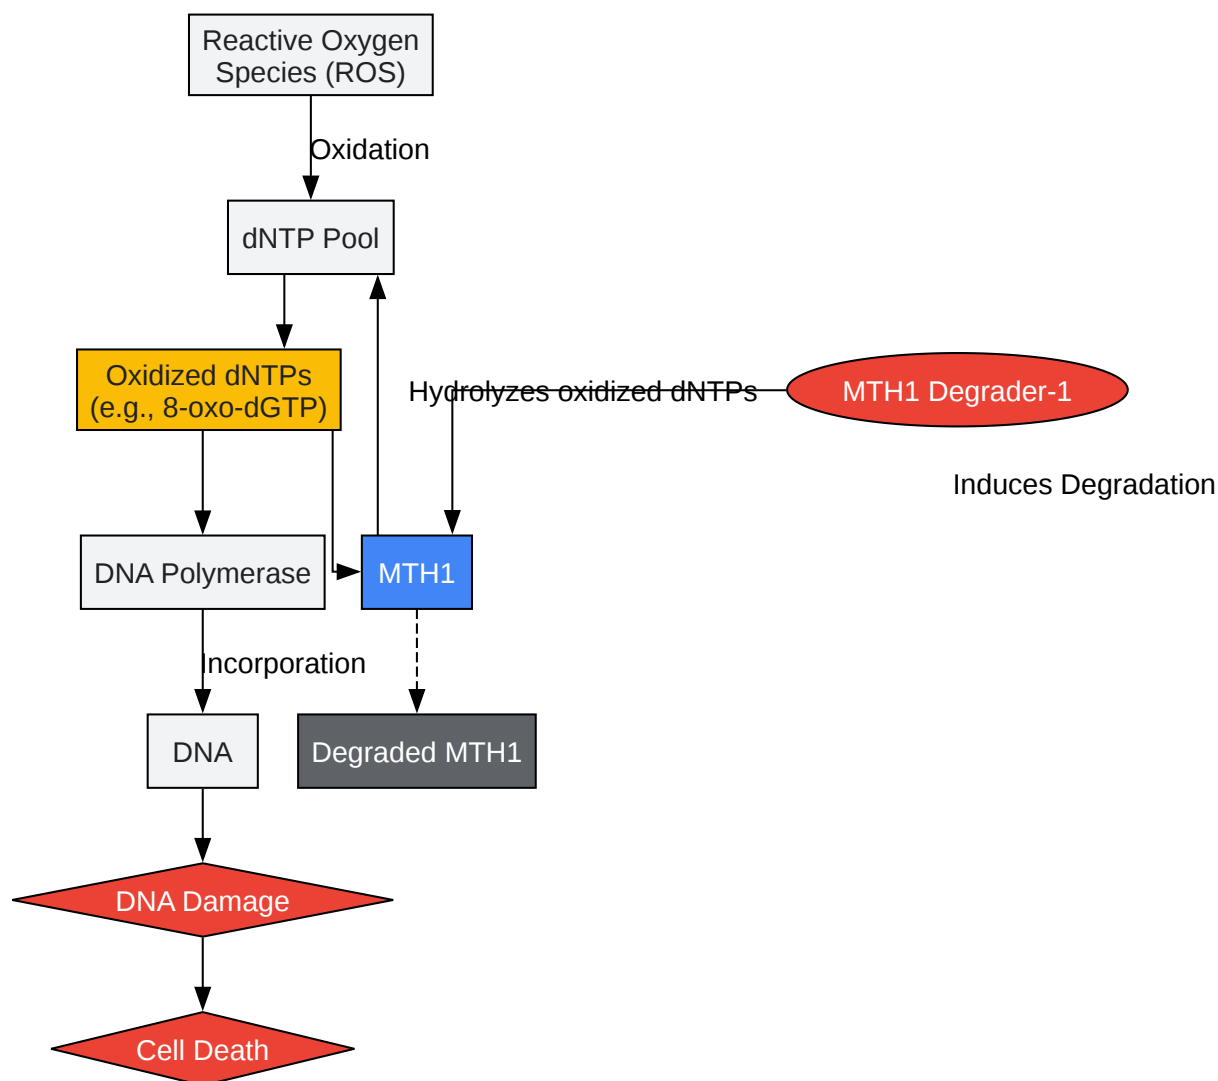 Reactive Oxygen
Species (ROS)
Oxidation
dNTP Pool
Oxidized dNTPs
(e.g., 8-oxo-dGTP)
Hydrolyzes oxidized dNTPs
MTH1 Degrader-1
Induces Degradation
DNA Polymerase
MTH1
Incorporation
DNA
Degraded MTH1
DNA Damage
Cell Death